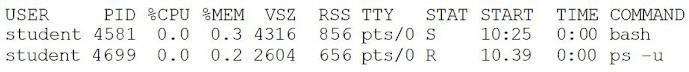 USER PID %CPU %MEM VSZ RSS TTY STAT START TIME COMMAND
student 4581 0.0 0.3 4316 856 pts/0 S 10:25 0:00 bash
student 4699 0.0 0.2 2604 656 pts/0 R 10.39 0:00 ps -u